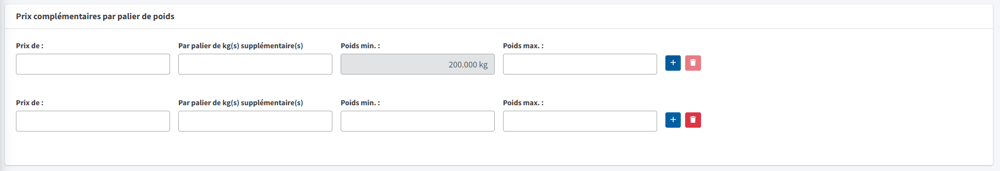 Prix complémentaires par palier de poids
Prix de : Par palier de kg(s) supplémentaire(s) Poids min. : Poids max. :
200.000 kg
Prix de : Par palier de kg(s) supplémentaire(s) Poids min. : Poids max. :